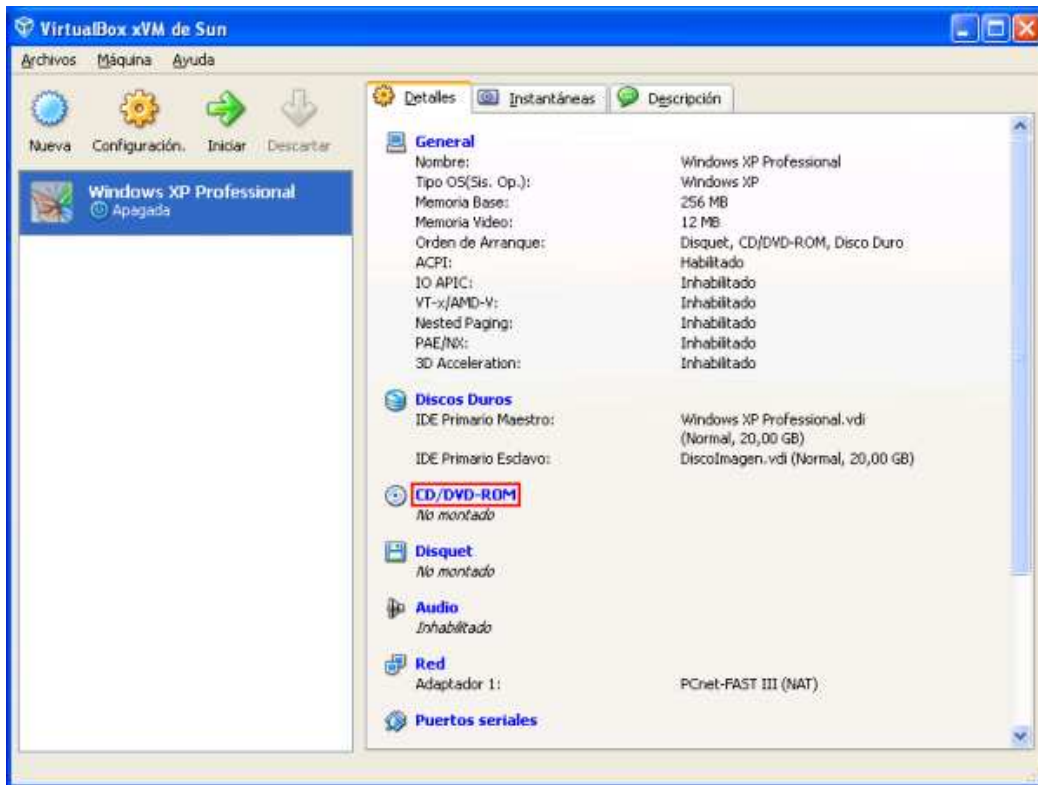 VirtualBox xVM de Sun
Archivos Máquina Ayuda
Nueva Configuración. Iniciar Descartar
Windows XP Professional
Apagada
Detalles Instantáneas Descripción
General
Nombre: Windows XP Professional
Tipo OS(Sis. Op.): Windows XP
Memoria Base: 256 MB
Memoria Video: 12 MB
Orden de Arranque: Disquet, CD/DVD-ROM, Disco Duro
ACPI: Habilitado
IO APIC: Inhabilitado
VT-x/AMD-V: Inhabilitado
Nested Paging: Inhabilitado
PAE/NX: Inhabilitado
3D Acceleration: Inhabilitado
Discos Duros
IDE Primario Maestro: Windows XP Professional.vdi
(Normal, 20,00 GB)
IDE Primario Esclavo: DiscoImagen.vdi (Normal, 20,00 GB)
CD/DVD-ROM
No montado
Disquet
No montado
Audio
Inhabilitado
Red
Adaptador 1: PCnet-FAST III (NAT)
Puertos seriales